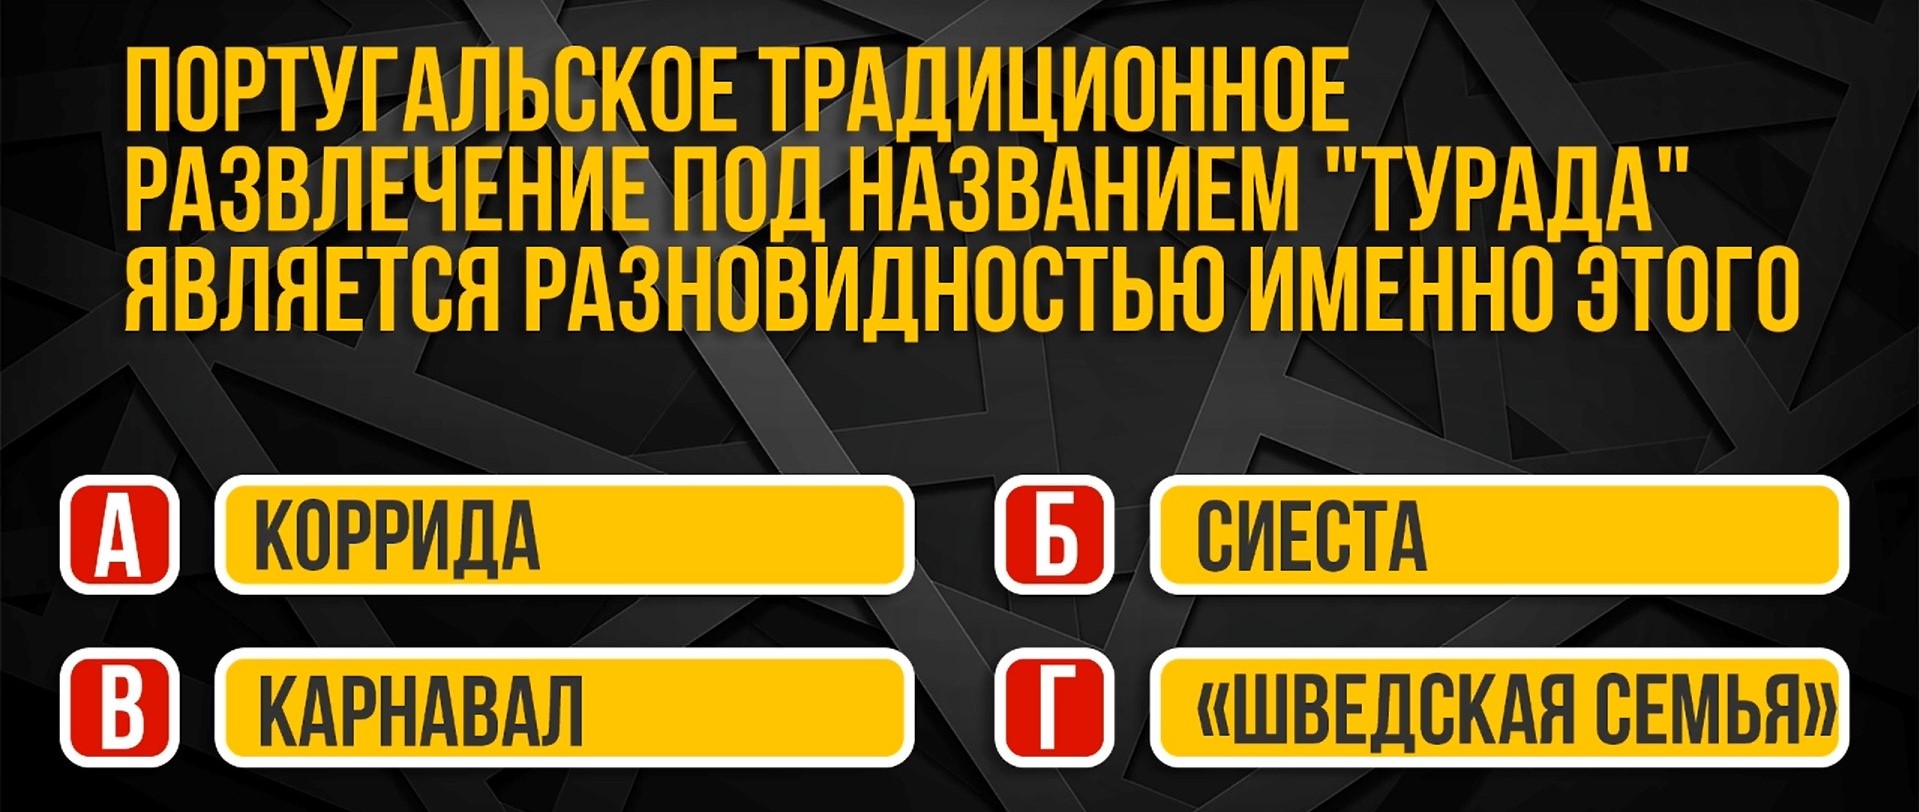 ПОРТУГАЛЬСКОЕ ТРАДИЦИОННОЕ
РАЗВЛЕЧЕНИЕ ПОД НАЗВАНИЕМ "ТУРАДА"
ЯВЛЯЕТСЯ РАЗНОВИДНОСТЬЮ ИМЕННО ЭТОГО
А КОРРИДА
Б СИЕСТА
В КАРНАВАЛ
Г «ШВЕДСКАЯ СЕМЬЯ»